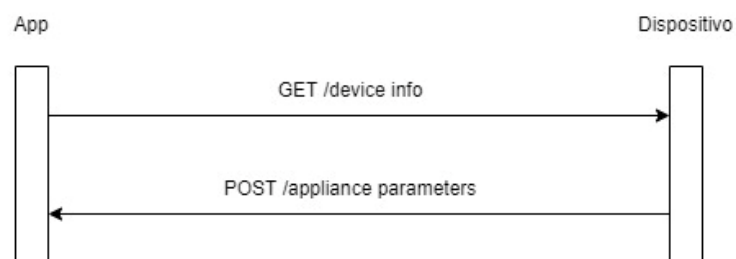 App
Dispositivo
GET /device info
POST /appliance parameters